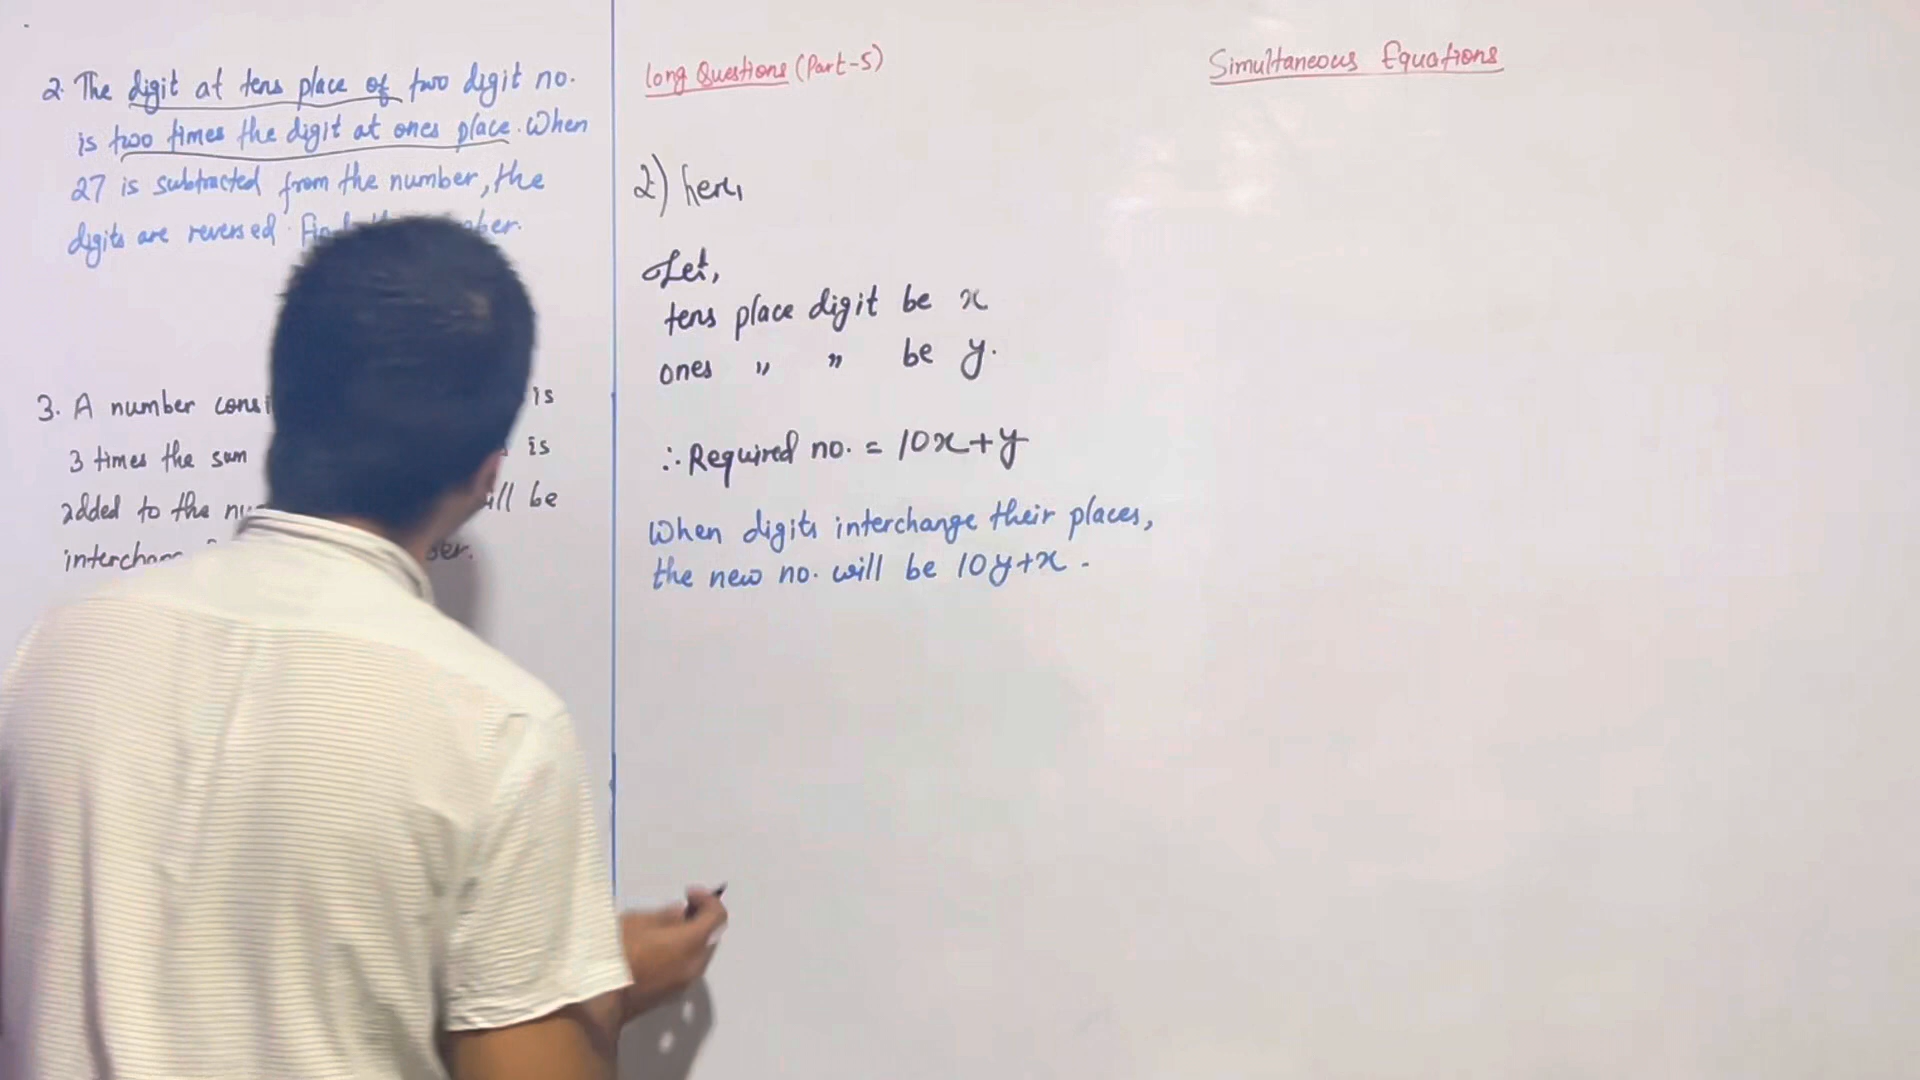 2. The digit at tens place of two digit no.
is two times the digit at ones place. When
27 is subtracted from the number, the
digits are reversed.
3. A number is
3 times the sum is
added to the be
Long Questions (Part-5)
Simultaneous Equations
2) here,
Let,
tens place digit be x
ones " " be y.
∴ Required no. = 10x+y
When digits interchange their places,
the new no. will be 10y+x.